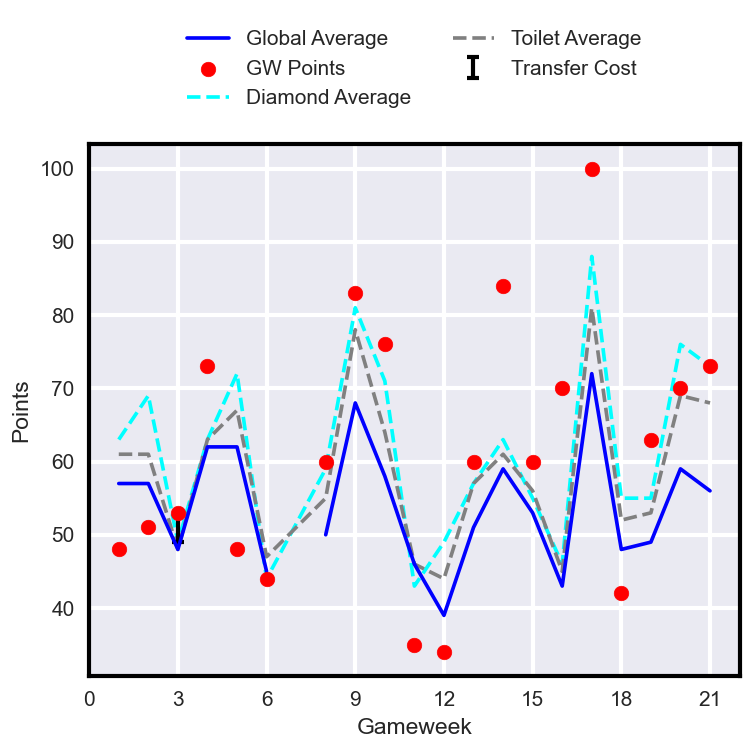 Global Average
GW Points
Diamond Average
Toilet Average
Transfer Cost
100
90
80
70
60
50
40
Points
0 3 6 9 12 15 18 21
Gameweek